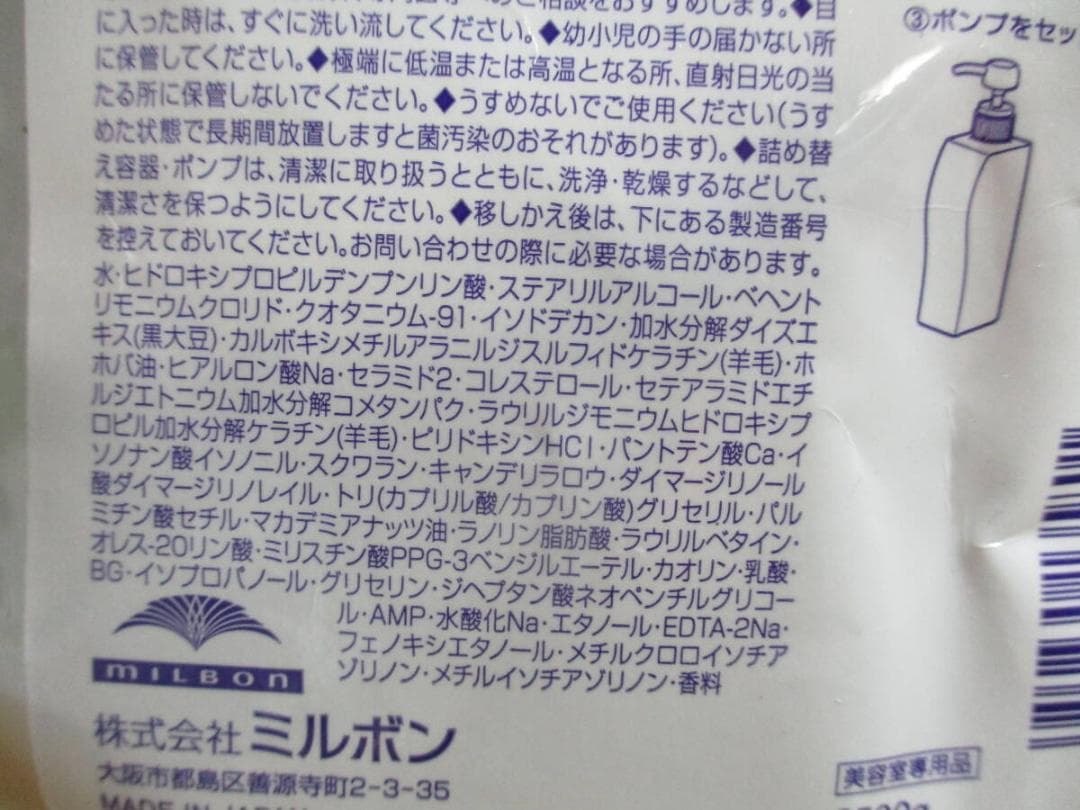 に入った時は、すぐに洗い流してください。◆幼小児の手の届かない所
に保管してください。◆極端に低温または高温となる所、直射日光の当
たる所に保管しないでください。◆うすめないでご使用ください(うす
めた状態で長期間放置しますと菌汚染のおそれがあります)。◆詰め替
え容器・ポンプは、清潔に取り扱うとともに、洗浄・乾燥するなどして、
清潔さを保つようにしてください。◆移しかえ後は、下にある製造番号
を控えておいてください。お問い合わせの際に必要な場合があります。
水・ヒドロキシプロピルデンプンリン酸・ステアリルアルコール・ベヘント
リモニウムクロリド・クオタニウム-91・イソドデカン・加水分解ダイズエ
キス(黒大豆)・カルボキシメチルアラニルジスルフィドケラチン(羊毛)・ホ
ホバ油・ヒアルロン酸Na・セラミド2・コレステロール・セテアラミドエチ
ルジエトニウム加水分解コメタンパク・ラウリルジモニウムヒドロキシプ
ロピル加水分解ケラチン(羊毛)・ピリドキシンHCl・パントテン酸Ca・イ
ソノナン酸イソノニル・スクワラン・キャンデリラロウ・ダイマージリノール
酸ダイマージリノレイル・トリ(カプリル酸/カプリン酸)グリセリル・パル
ミチン酸セチル・マカデミアナッツ油・ラノリン脂肪酸・ラウリルベタイン・
オレス-20リン酸・ミリスチン酸PPG-3ベンジルエーテル・カオリン・乳酸・
BG・イソプロパノール・グリセリン・ジヘプタン酸ネオペンチルグリコー
ル・AMP・水酸化Na・エタノール・EDTA-2Na・
フェノキシエタノール・メチルクロロイソチア
ゾリノン・メチルイソチアゾリノン・香料
MILBON
株式会社 ミルボン
大阪市都島区善源寺町2-3-35
MADE IN JAPAN
③ポンプをセッ
美容室専用品